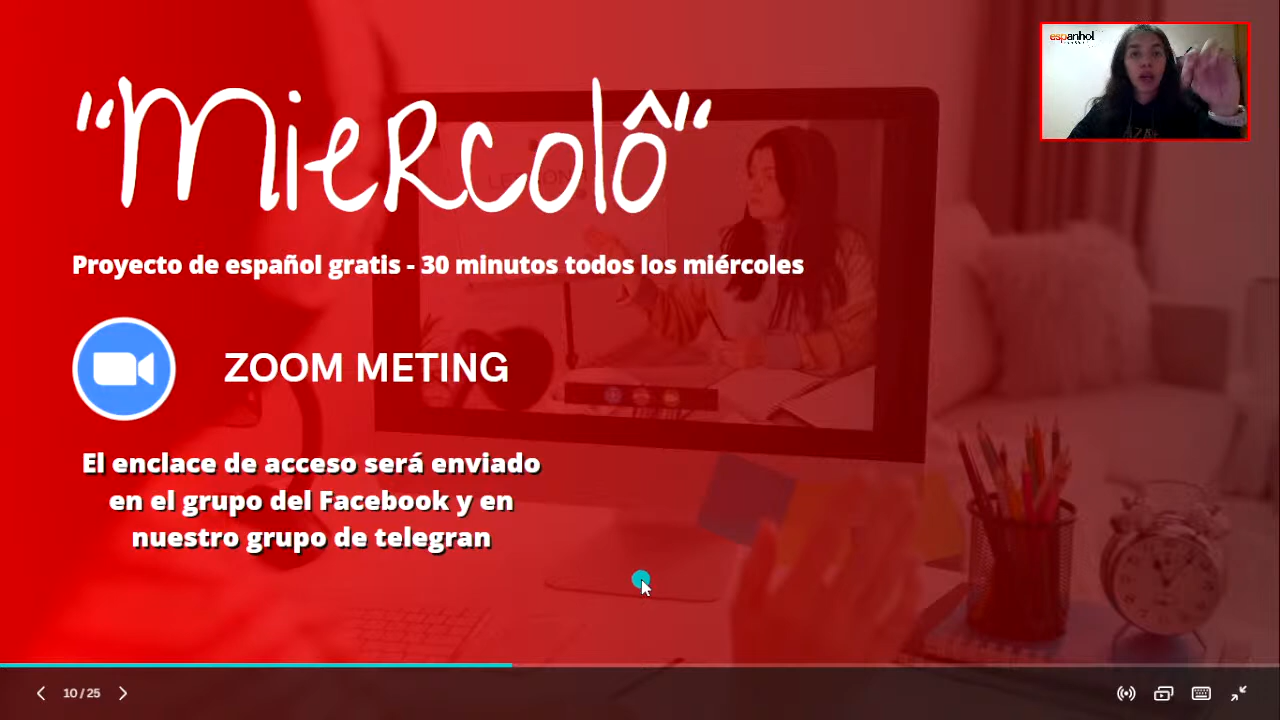 "Miercolô"
espanhol
Proyecto de español gratis - 30 minutos todos los miércoles
ZOOM METING
El enclace de acceso será enviado
en el grupo del Facebook y en
nuestro grupo de telegran
10 / 25